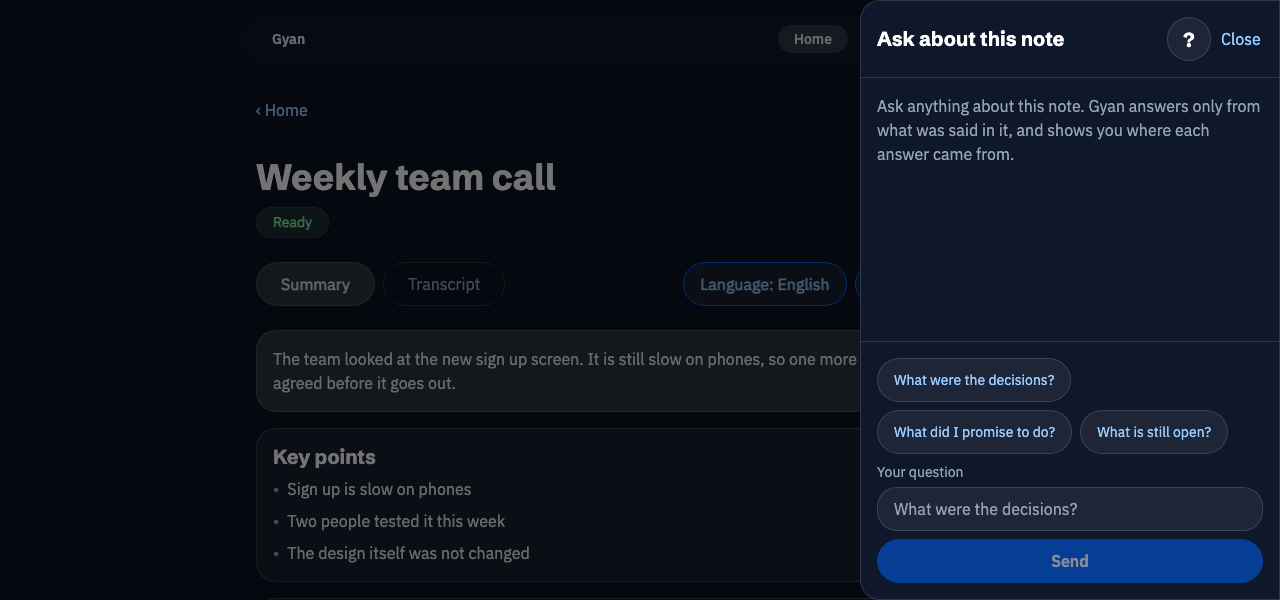 Gyan
Home
‹ Home
Weekly team call
Ready
Summary
Transcript
Language: English
The team looked at the new sign up screen. It is still slow on phones, so one more
agreed before it goes out.
Key points
• Sign up is slow on phones
• Two people tested it this week
• The design itself was not changed
Ask about this note
?
Close
Ask anything about this note. Gyan answers only from
what was said in it, and shows you where each
answer came from.
What were the decisions?
What did I promise to do?
What is still open?
Your question
What were the decisions?
Send